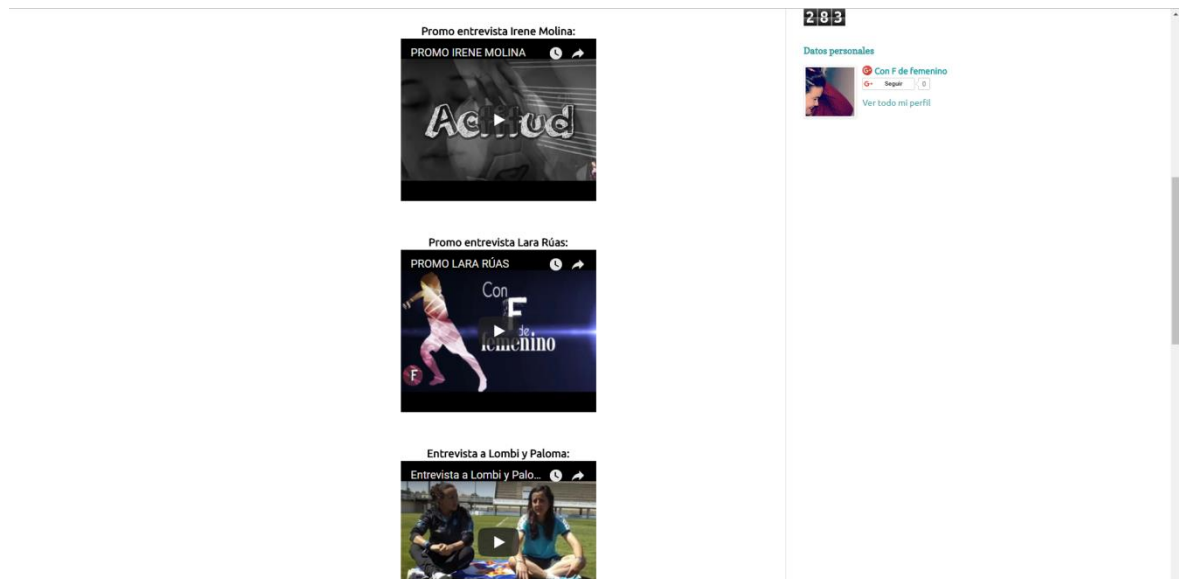 Promo entrevista Irene Molina:
PROMO IRENE MOLINA
Actitud
Promo entrevista Lara Rúas:
PROMO LARA RÚAS
Con
F
de
femenino
F
Entrevista a Lombi y Paloma:
Entrevista a Lombi y Palo...
283
Datos personales
G+ Con F de femenino
G+ Seguir 0
Ver todo mi perfil